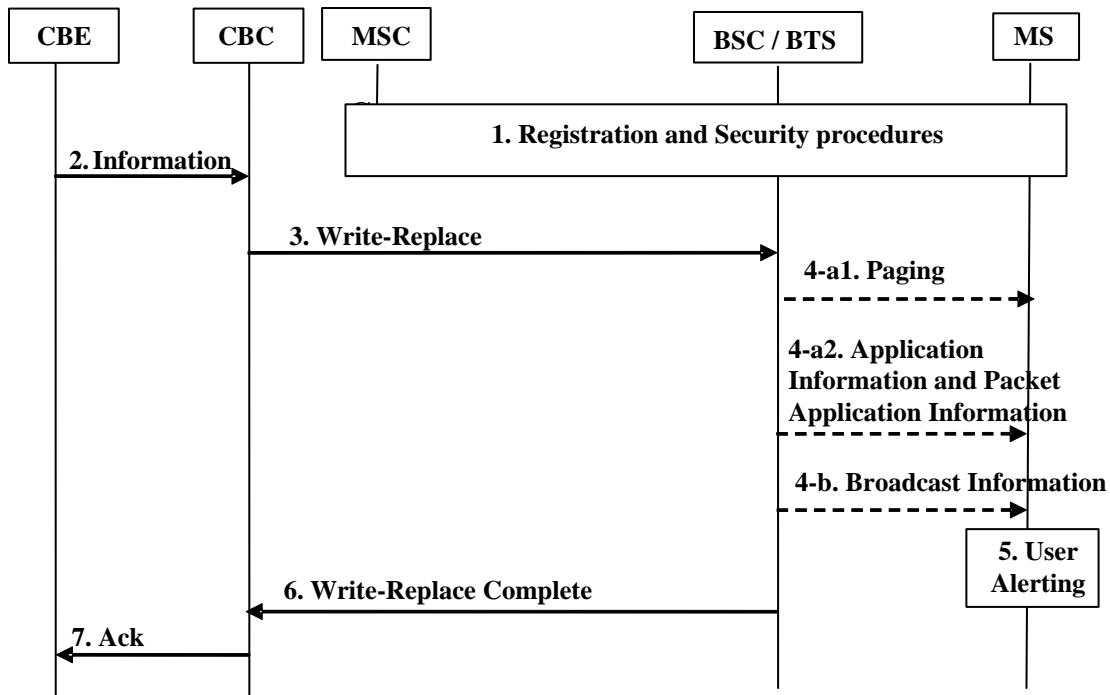 CBE
CBC
MSC
BSC / BTS
MS
1. Registration and Security procedures
2. Information
3. Write-Replace
4-a1. Paging
4-a2. Application
Information and Packet
Application Information
4-b. Broadcast Information
5. User
Alerting
6. Write-Replace Complete
7. Ack